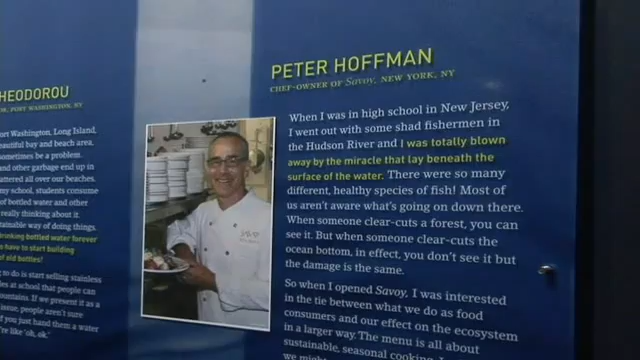 HEODOROU
PORT WASHINGTON, NY
ort Washington, Long Island,
eautiful bay and beach area,
sometimes be a problem.
and other garbage end up in
attered all over our beaches.
my school, students consume
of bottled water and other
really thinking about it.
tainable way of doing things.
drinking bottled water forever
have to start building
of old bottles!
to do is start selling stainless
les at school that people can
ountains. If we present it as a
issue, people aren't sure
f you just hand them a water
're like "ok, ok."
PETER HOFFMAN
CHEF-OWNER OF Savoy, NEW YORK, NY
When I was in high school in New Jersey,
I went out with some shad fishermen in
the Hudson River and I was totally blown
away by the miracle that lay beneath the
surface of the water. There were so many
different, healthy species of fish! Most of
us aren't aware what's going on down there.
When someone clear-cuts a forest, you can
see it. But when someone clear-cuts the
ocean bottom, in effect, you don't see it but
the damage is the same.
So when I opened Savoy, I was interested
in the tie between what we do as food
consumers and our effect on the ecosystem
in a larger way. The menu is all about
sustainable, seasonal cooking.
we might